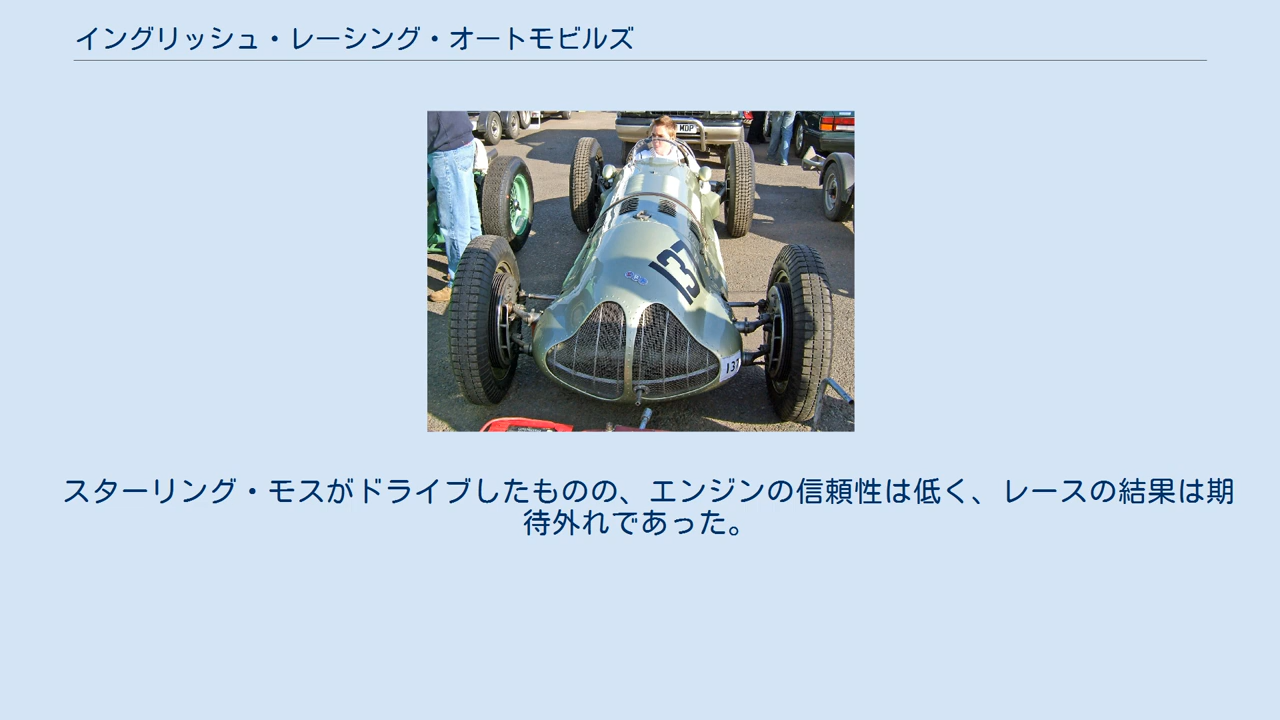 イングリッシュ・レーシング・オートモビルズ
MDP
137
137
スターリング・モスがドライブしたものの、エンジンの信頼性は低く、レースの結果は期
待外れであった。